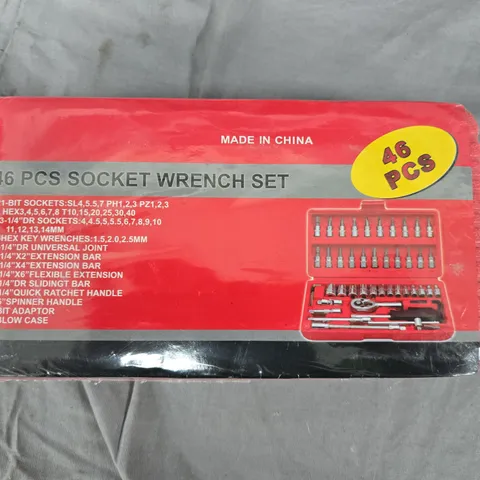 MADE IN CHINA
46 PCS
46 PCS SOCKET WRENCH SET
1-BIT SOCKETS:SL4,5.5,7 PH1,2,3 PZ1,2,3
HEX3,4,5,6,7,8 T10,15,20,25,30,40
3-1/4"DR SOCKETS:4,4.5,5,5.5,6,7,8,9,10
11,12,13,14MM
HEX KEY WRENCHES:1.5,2.0,2.5MM
1/4"DR UNIVERSAL JOINT
1/4"X2"EXTENSION BAR
1/4"X4"EXTENSION BAR
1/4"X6"FLEXIBLE EXTENSION
1/4"DR SLIDINGT BAR
1/4"QUICK RATCHET HANDLE
6"SPINNER HANDLE
BIT ADAPTOR
BLOW CASE